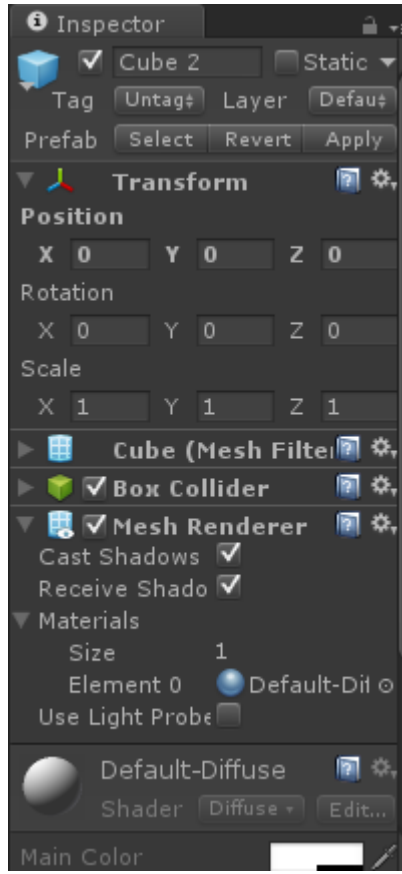 Inspector
Cube 2 Static
Tag Untag Layer Defau
Prefab Select Revert Apply
Transform
Position
X 0 Y 0 Z 0
Rotation
X 0 Y 0 Z 0
Scale
X 1 Y 1 Z 1
Cube (Mesh Filte
Box Collider
Mesh Renderer
Cast Shadows
Receive Shado
Materials
Size 1
Element 0 Default-Dif
Use Light Probe
Default-Diffuse
Shader Diffuse Edit...
Main Color